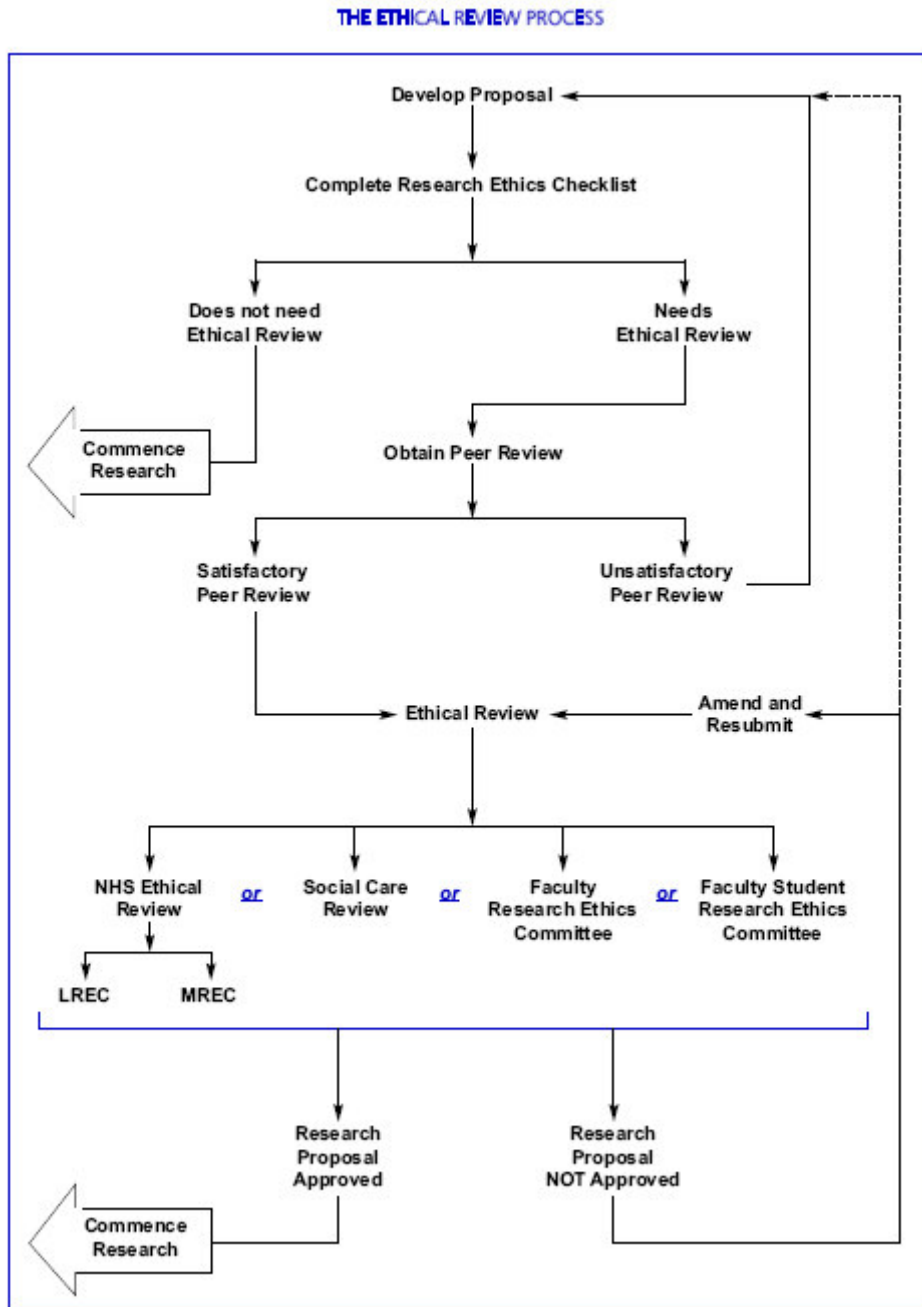 THE ETHICAL REVIEW PROCESS
Develop Proposal
Complete Research Ethics Checklist
Does not need
Ethical Review
Needs
Ethical Review
Commence
Research
Obtain Peer Review
Satisfactory
Peer Review
Unsatisfactory
Peer Review
Ethical Review
Amend and
Resubmit
NHS Ethical
Review
or
Social Care
Review
or
Faculty
Research Ethics
Committee
or
Faculty Student
Research Ethics
Committee
LREC
MREC
Research
Proposal
Approved
Research
Proposal
NOT Approved
Commence
Research